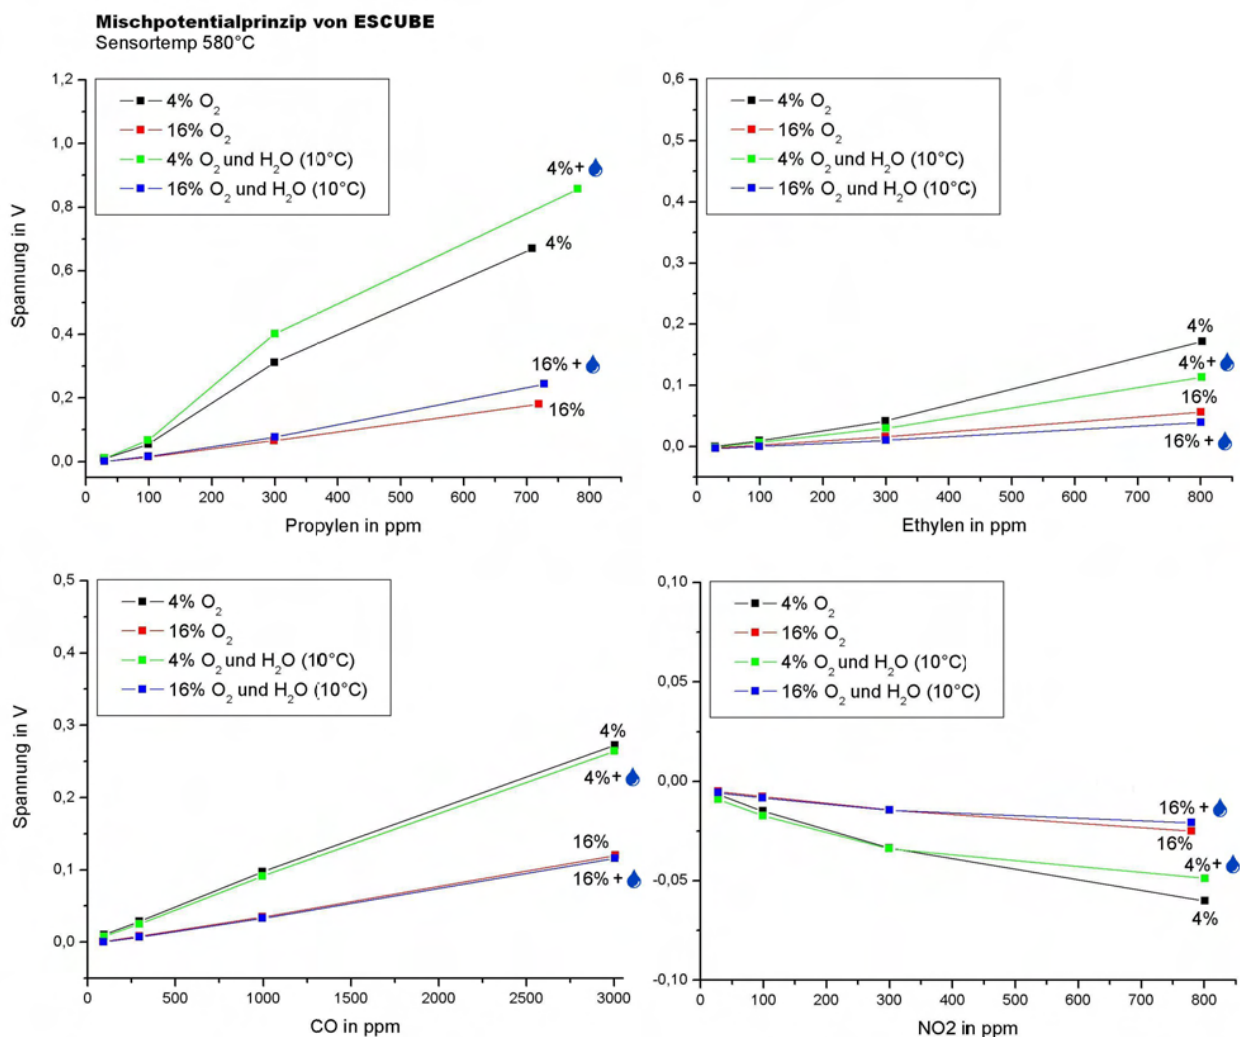 Mischpotentialprinzip von ESCUBE
Sensortemp 580°C
1,2
1,0
0,8
0,6
0,4
0,2
0,0
Spannung in V
4% O2
16% O2
4% O2 und H2O (10°C)
16% O2 und H2O (10°C)
4%+
4%
16% +
16%
0 100 200 300 400 500 600 700 800
Propylen in ppm
0,6
0,5
0,4
0,3
0,2
0,1
0,0
4% O2
16% O2
4% O2 und H2O (10°C)
16% O2 und H2O (10°C)
4%
4%+
16%
16% +
0 100 200 300 400 500 600 700 800
Ethylen in ppm
0,5
0,4
0,3
0,2
0,1
0,0
Spannung in V
4% O2
16% O2
4% O2 und H2O (10°C)
16% O2 und H2O (10°C)
4%
4%+
16%
16% +
0 500 1000 1500 2000 2500 3000
CO in ppm
0,10
0,05
0,00
-0,05
-0,10
4% O2
16% O2
4% O2 und H2O (10°C)
16% O2 und H2O (10°C)
16% +
16%
4%+
4%
0 100 200 300 400 500 600 700 800
NO2 in ppm